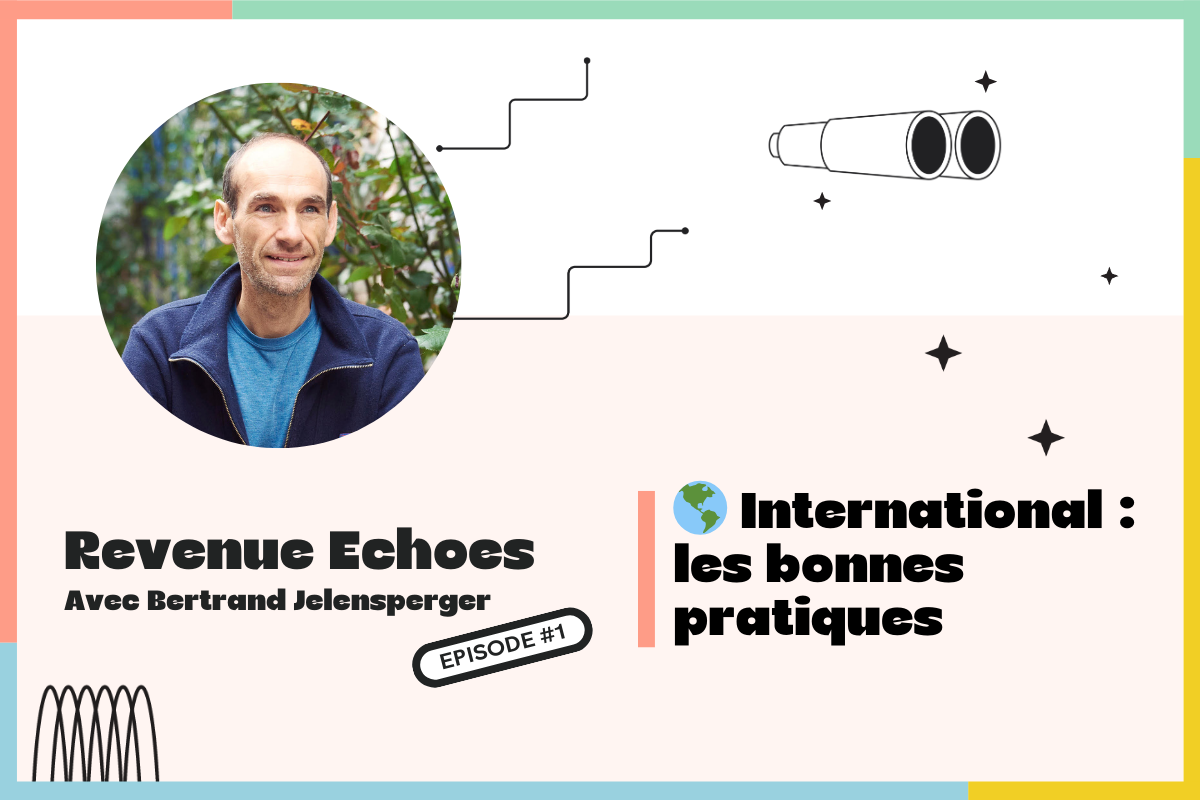 Revenue Echoes
Avec Bertrand Jelensperger
EPISODE #1
International :
les bonnes
pratiques